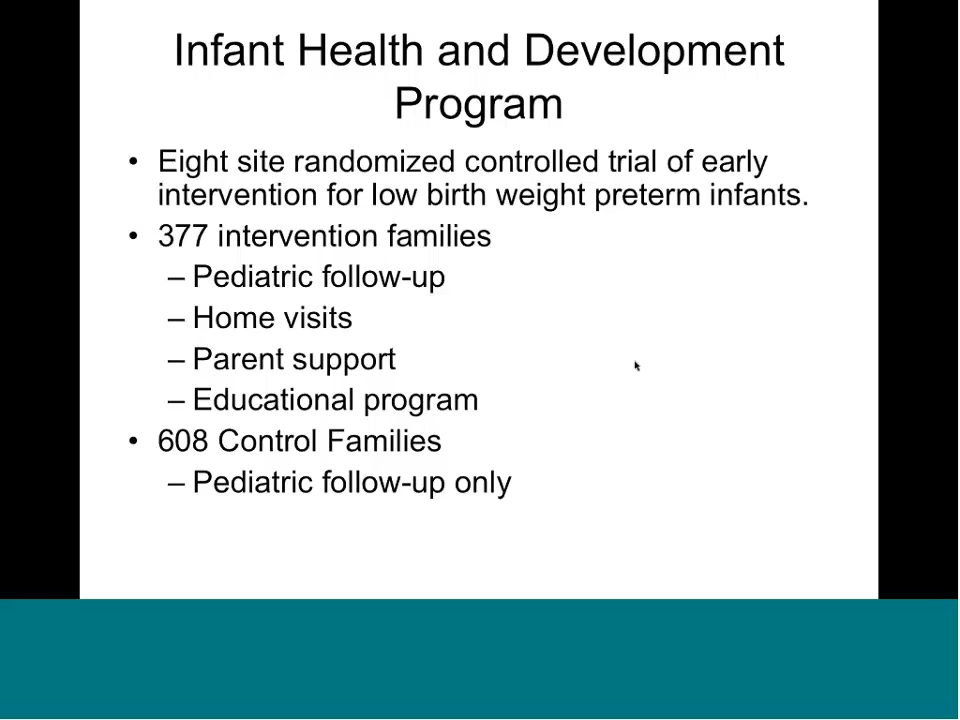 Infant Health and Development
Program
• Eight site randomized controlled trial of early
intervention for low birth weight preterm infants.
• 377 intervention families
– Pediatric follow-up
– Home visits
– Parent support
– Educational program
• 608 Control Families
– Pediatric follow-up only